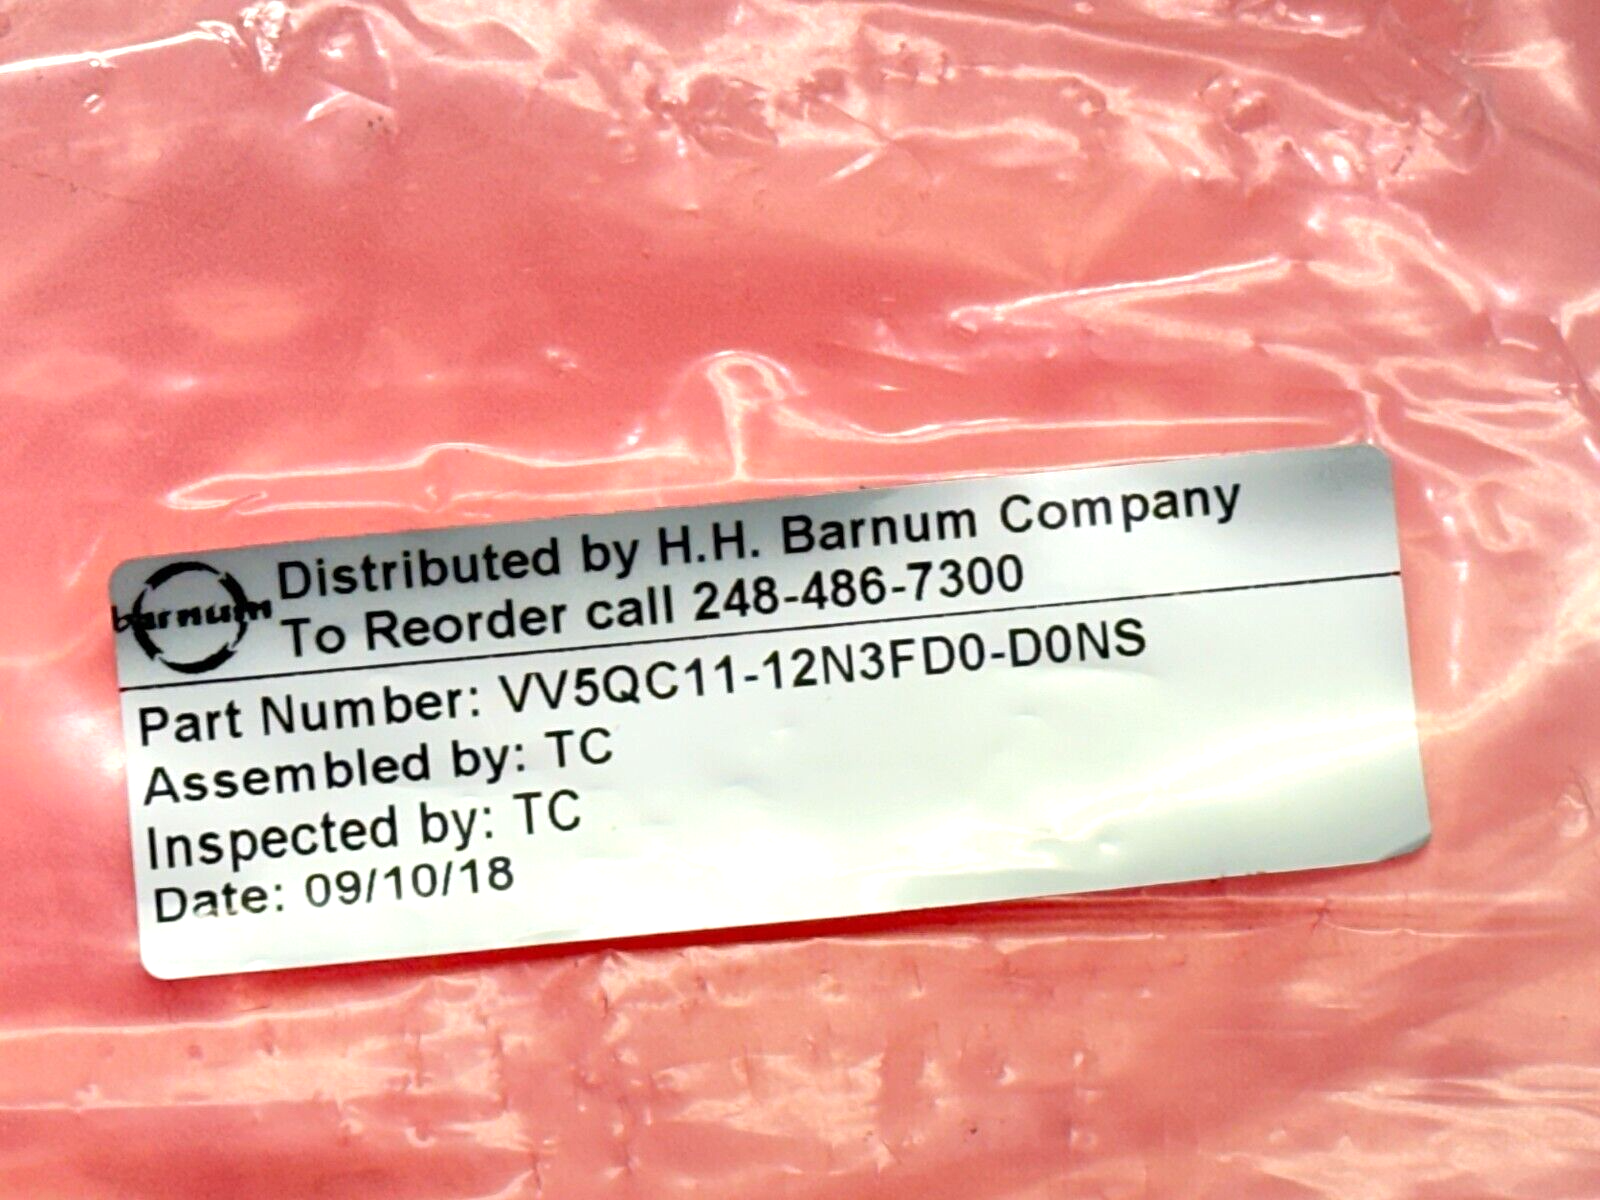 barnum
Distributed by H.H. Barnum Company
To Reorder call 248-486-7300
Part Number: VV5QC11-12N3FD0-D0NS
Assembled by: TC
Inspected by: TC
Date: 09/10/18